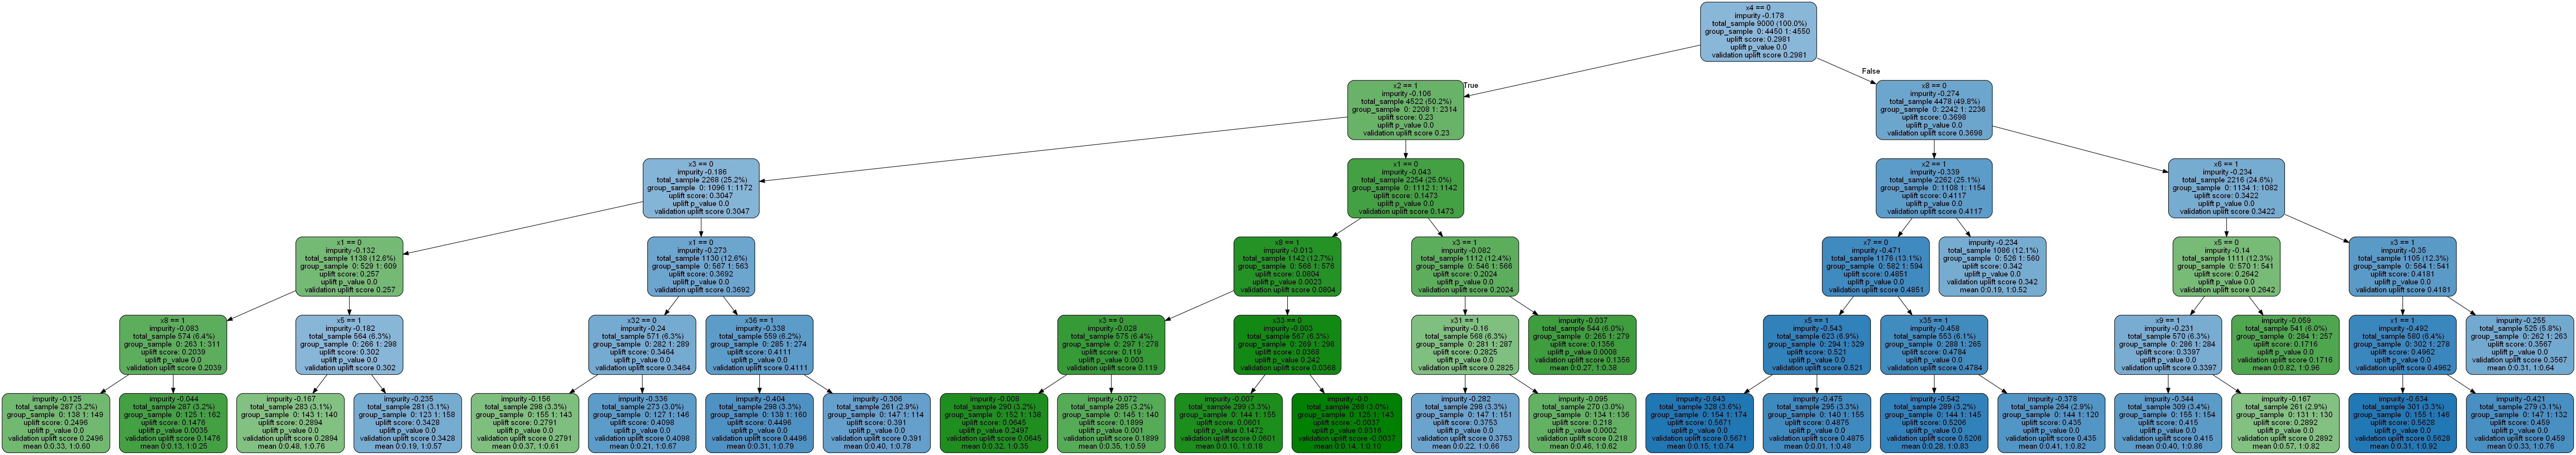 x4 == 0
impurity -0.178
total_sample 9000 (100.0%)
group_sample 0: 4450 1: 4550
uplift score: 0.2981
uplift p_value 0.0
validation uplift score 0.2981
True
False
x2 == 1
impurity -0.106
total_sample 4522 (50.2%)
group_sample 0: 2208 1: 2314
uplift score: 0.23
uplift p_value 0.0
validation uplift score 0.23
x8 == 0
impurity -0.274
total_sample 4478 (49.8%)
group_sample 0: 2242 1: 2236
uplift score: 0.3698
uplift p_value 0.0
validation uplift score 0.3698
x3 == 0
impurity -0.186
total_sample 2268 (25.2%)
group_sample 0: 1096 1: 1172
uplift score: 0.3047
uplift p_value 0.0
validation uplift score 0.3047
x1 == 0
impurity -0.043
total_sample 2254 (25.0%)
group_sample 0: 1112 1: 1142
uplift score: 0.1473
uplift p_value 0.0
validation uplift score 0.1473
x2 == 1
impurity -0.339
total_sample 2262 (25.1%)
group_sample 0: 1108 1: 1154
uplift score: 0.4117
uplift p_value 0.0
validation uplift score 0.4117
x6 == 1
impurity -0.234
total_sample 2216 (24.6%)
group_sample 0: 1134 1: 1082
uplift score: 0.3422
uplift p_value 0.0
validation uplift score 0.3422
x1 == 0
impurity -0.132
total_sample 1138 (12.6%)
group_sample 0: 529 1: 609
uplift score: 0.257
uplift p_value 0.0
validation uplift score 0.257
x1 == 0
impurity -0.273
total_sample 1130 (12.6%)
group_sample 0: 567 1: 563
uplift score: 0.3692
uplift p_value 0.0
validation uplift score 0.3692
x8 == 1
impurity -0.013
total_sample 1142 (12.7%)
group_sample 0: 566 1: 576
uplift score: 0.0804
uplift p_value 0.0023
validation uplift score 0.0804
x3 == 1
impurity -0.082
total_sample 1112 (12.4%)
group_sample 0: 546 1: 566
uplift score: 0.2024
uplift p_value 0.0
validation uplift score 0.2024
x7 == 0
impurity -0.471
total_sample 1176 (13.1%)
group_sample 0: 582 1: 594
uplift score: 0.4851
uplift p_value 0.0
validation uplift score 0.4851
impurity -0.234
total_sample 1086 (12.1%)
group_sample 0: 526 1: 560
uplift score: 0.342
uplift p_value 0.0
validation uplift score 0.342
mean 0:0.19, 1:0.52
x5 == 0
impurity -0.14
total_sample 1111 (12.3%)
group_sample 0: 570 1: 541
uplift score: 0.2642
uplift p_value 0.0
validation uplift score 0.2642
x3 == 1
impurity -0.35
total_sample 1105 (12.3%)
group_sample 0: 564 1: 541
uplift score: 0.4181
uplift p_value 0.0
validation uplift score 0.4181
x8 == 1
impurity -0.083
total_sample 574 (6.4%)
group_sample 0: 263 1: 311
uplift score: 0.2039
uplift p_value 0.0
validation uplift score 0.2039
x5 == 1
impurity -0.182
total_sample 564 (6.3%)
group_sample 0: 266 1: 298
uplift score: 0.302
uplift p_value 0.0
validation uplift score 0.302
x32 == 0
impurity -0.24
total_sample 571 (6.3%)
group_sample 0: 282 1: 289
uplift score: 0.3464
uplift p_value 0.0
validation uplift score 0.3464
x36 == 1
impurity -0.338
total_sample 559 (6.2%)
group_sample 0: 285 1: 274
uplift score: 0.4111
uplift p_value 0.0
validation uplift score 0.4111
x3 == 0
impurity -0.028
total_sample 575 (6.4%)
group_sample 0: 297 1: 278
uplift score: 0.119
uplift p_value 0.003
validation uplift score 0.119
x33 == 0
impurity -0.003
total_sample 567 (6.3%)
group_sample 0: 269 1: 298
uplift score: 0.0368
uplift p_value 0.242
validation uplift score 0.0368
x31 == 1
impurity -0.16
total_sample 568 (6.3%)
group_sample 0: 281 1: 287
uplift score: 0.2825
uplift p_value 0.0
validation uplift score 0.2825
impurity -0.037
total_sample 544 (6.0%)
group_sample 0: 265 1: 279
uplift score: 0.1356
uplift p_value 0.0008
validation uplift score 0.1356
mean 0:0.27, 1:0.38
x5 == 1
impurity -0.543
total_sample 623 (6.9%)
group_sample 0: 294 1: 329
uplift score: 0.521
uplift p_value 0.0
validation uplift score 0.521
x35 == 1
impurity -0.458
total_sample 553 (6.1%)
group_sample 0: 288 1: 265
uplift score: 0.4784
uplift p_value 0.0
validation uplift score 0.4784
x9 == 1
impurity -0.231
total_sample 570 (6.3%)
group_sample 0: 286 1: 284
uplift score: 0.3397
uplift p_value 0.0
validation uplift score 0.3397
impurity -0.059
total_sample 541 (6.0%)
group_sample 0: 284 1: 257
uplift score: 0.1716
uplift p_value 0.0
validation uplift score 0.1716
mean 0:0.82, 1:0.96
x1 == 1
impurity -0.492
total_sample 580 (6.4%)
group_sample 0: 302 1: 278
uplift score: 0.4962
uplift p_value 0.0
validation uplift score 0.4962
impurity -0.255
total_sample 525 (5.8%)
group_sample 0: 262 1: 263
uplift score: 0.3567
uplift p_value 0.0
validation uplift score 0.3567
mean 0:0.31, 1:0.64
impurity -0.125
total_sample 287 (3.2%)
group_sample 0: 138 1: 149
uplift score: 0.2496
uplift p_value 0.0
validation uplift score 0.2496
mean 0:0.33, 1:0.60
impurity -0.044
total_sample 287 (3.2%)
group_sample 0: 125 1: 162
uplift score: 0.1476
uplift p_value 0.0035
validation uplift score 0.1476
mean 0:0.13, 1:0.25
impurity -0.167
total_sample 283 (3.1%)
group_sample 0: 143 1: 140
uplift score: 0.2894
uplift p_value 0.0
validation uplift score 0.2894
mean 0:0.48, 1:0.76
impurity -0.235
total_sample 281 (3.1%)
group_sample 0: 123 1: 158
uplift score: 0.3428
uplift p_value 0.0
validation uplift score 0.3428
mean 0:0.19, 1:0.57
impurity -0.156
total_sample 298 (3.3%)
group_sample 0: 155 1: 143
uplift score: 0.2791
uplift p_value 0.0
validation uplift score 0.2791
mean 0:0.37, 1:0.61
impurity -0.336
total_sample 273 (3.0%)
group_sample 0: 127 1: 146
uplift score: 0.4098
uplift p_value 0.0
validation uplift score 0.4098
mean 0:0.21, 1:0.67
impurity -0.404
total_sample 298 (3.3%)
group_sample 0: 138 1: 160
uplift score: 0.4496
uplift p_value 0.0
validation uplift score 0.4496
mean 0:0.31, 1:0.79
impurity -0.306
total_sample 261 (2.9%)
group_sample 0: 147 1: 114
uplift score: 0.391
uplift p_value 0.0
validation uplift score 0.391
mean 0:0.40, 1:0.78
impurity -0.008
total_sample 290 (3.2%)
group_sample 0: 152 1: 138
uplift score: 0.0645
uplift p_value 0.2497
validation uplift score 0.0645
mean 0:0.32, 1:0.35
impurity -0.072
total_sample 285 (3.2%)
group_sample 0: 145 1: 140
uplift score: 0.1899
uplift p_value 0.001
validation uplift score 0.1899
mean 0:0.35, 1:0.59
impurity -0.007
total_sample 299 (3.3%)
group_sample 0: 144 1: 155
uplift score: 0.0601
uplift p_value 0.1472
validation uplift score 0.0601
mean 0:0.10, 1:0.18
impurity -0.0
total_sample 268 (3.0%)
group_sample 0: 125 1: 143
uplift score: -0.0037
uplift p_value 0.9316
validation uplift score -0.0037
mean 0:0.14, 1:0.10
impurity -0.282
total_sample 298 (3.3%)
group_sample 0: 147 1: 151
uplift score: 0.3753
uplift p_value 0.0
validation uplift score 0.3753
mean 0:0.22, 1:0.66
impurity -0.095
total_sample 270 (3.0%)
group_sample 0: 134 1: 136
uplift score: 0.218
uplift p_value 0.0002
validation uplift score 0.218
mean 0:0.46, 1:0.62
impurity -0.643
total_sample 328 (3.6%)
group_sample 0: 154 1: 174
uplift score: 0.5671
uplift p_value 0.0
validation uplift score 0.5671
mean 0:0.15, 1:0.74
impurity -0.475
total_sample 295 (3.3%)
group_sample 0: 140 1: 155
uplift score: 0.4875
uplift p_value 0.0
validation uplift score 0.4875
mean 0:0.01, 1:0.48
impurity -0.542
total_sample 289 (3.2%)
group_sample 0: 144 1: 145
uplift score: 0.5206
uplift p_value 0.0
validation uplift score 0.5206
mean 0:0.28, 1:0.83
impurity -0.378
total_sample 264 (2.9%)
group_sample 0: 144 1: 120
uplift score: 0.435
uplift p_value 0.0
validation uplift score 0.435
mean 0:0.41, 1:0.82
impurity -0.344
total_sample 309 (3.4%)
group_sample 0: 155 1: 154
uplift score: 0.415
uplift p_value 0.0
validation uplift score 0.415
mean 0:0.40, 1:0.86
impurity -0.167
total_sample 261 (2.9%)
group_sample 0: 131 1: 130
uplift score: 0.2892
uplift p_value 0.0
validation uplift score 0.2892
mean 0:0.57, 1:0.82
impurity -0.634
total_sample 301 (3.3%)
group_sample 0: 155 1: 146
uplift score: 0.5628
uplift p_value 0.0
validation uplift score 0.5628
mean 0:0.31, 1:0.92
impurity -0.421
total_sample 279 (3.1%)
group_sample 0: 147 1: 132
uplift score: 0.459
uplift p_value 0.0
validation uplift score 0.459
mean 0:0.33, 1:0.76